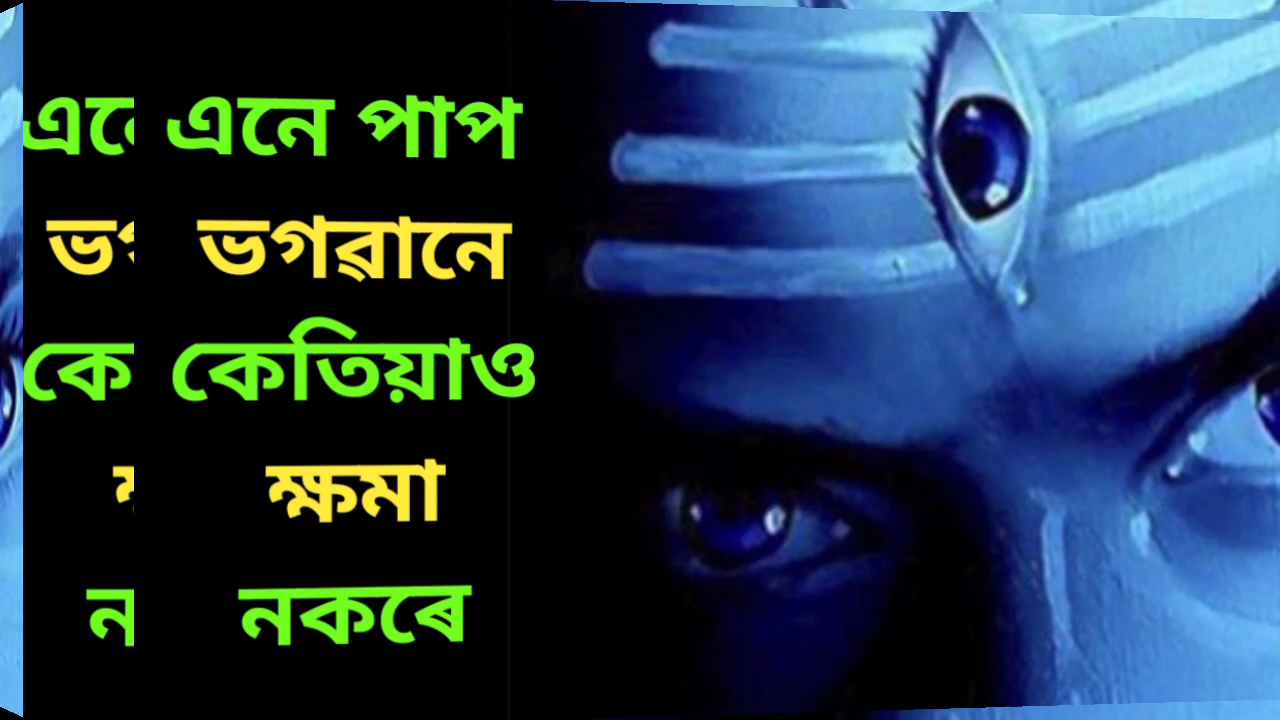 এনে পাপ
ভগৱানে
কেতিয়াও
ক্ষমা
নকৰে